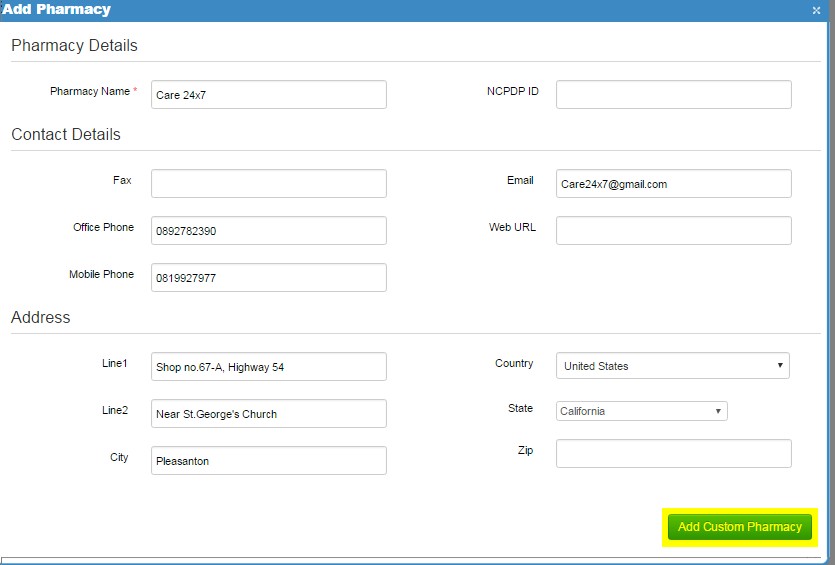 Add Pharmacy
Pharmacy Details
Pharmacy Name * Care 24x7 NCPDP ID
Contact Details
Fax Email Care24x7@gmail.com
Office Phone 0892782390 Web URL
Mobile Phone 0819927977
Address
Line1 Shop no.67-A, Highway 54 Country United States
Line2 Near St.George's Church State California
City Pleasanton Zip
Add Custom Pharmacy